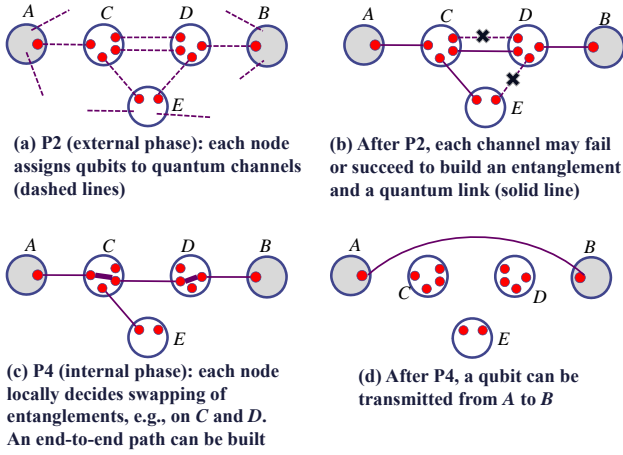 A C D B
E
(a) P2 (external phase): each node
assigns qubits to quantum channels
(dashed lines)
A C D B
E
(b) After P2, each channel may fail
or succeed to build an entanglement
and a quantum link (solid line)
A C D B
E
(c) P4 (internal phase): each node
locally decides swapping of
entanglements, e.g., on C and D.
An end-to-end path can be built
A B
C D
E
(d) After P4, a qubit can be
transmitted from A to B